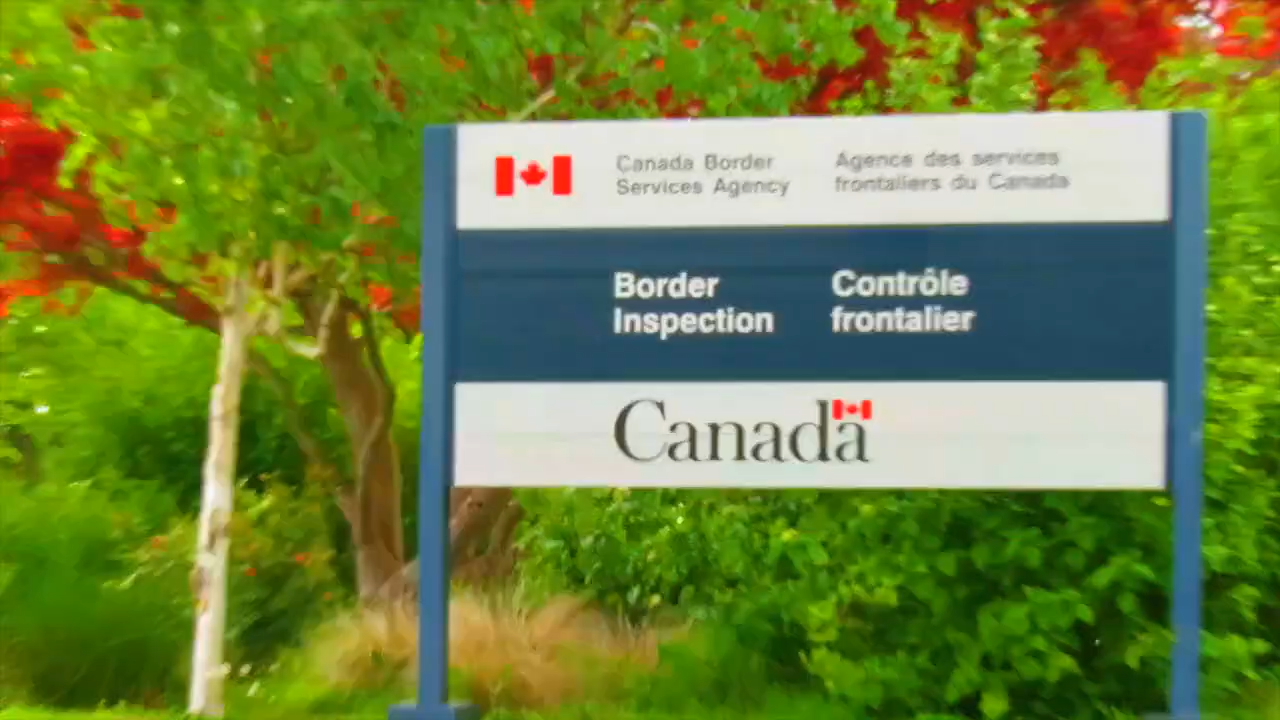 Canada Border
Services Agency
Agence des services
frontaliers du Canada
Border
Inspection
Contrôle
frontalier
Canada